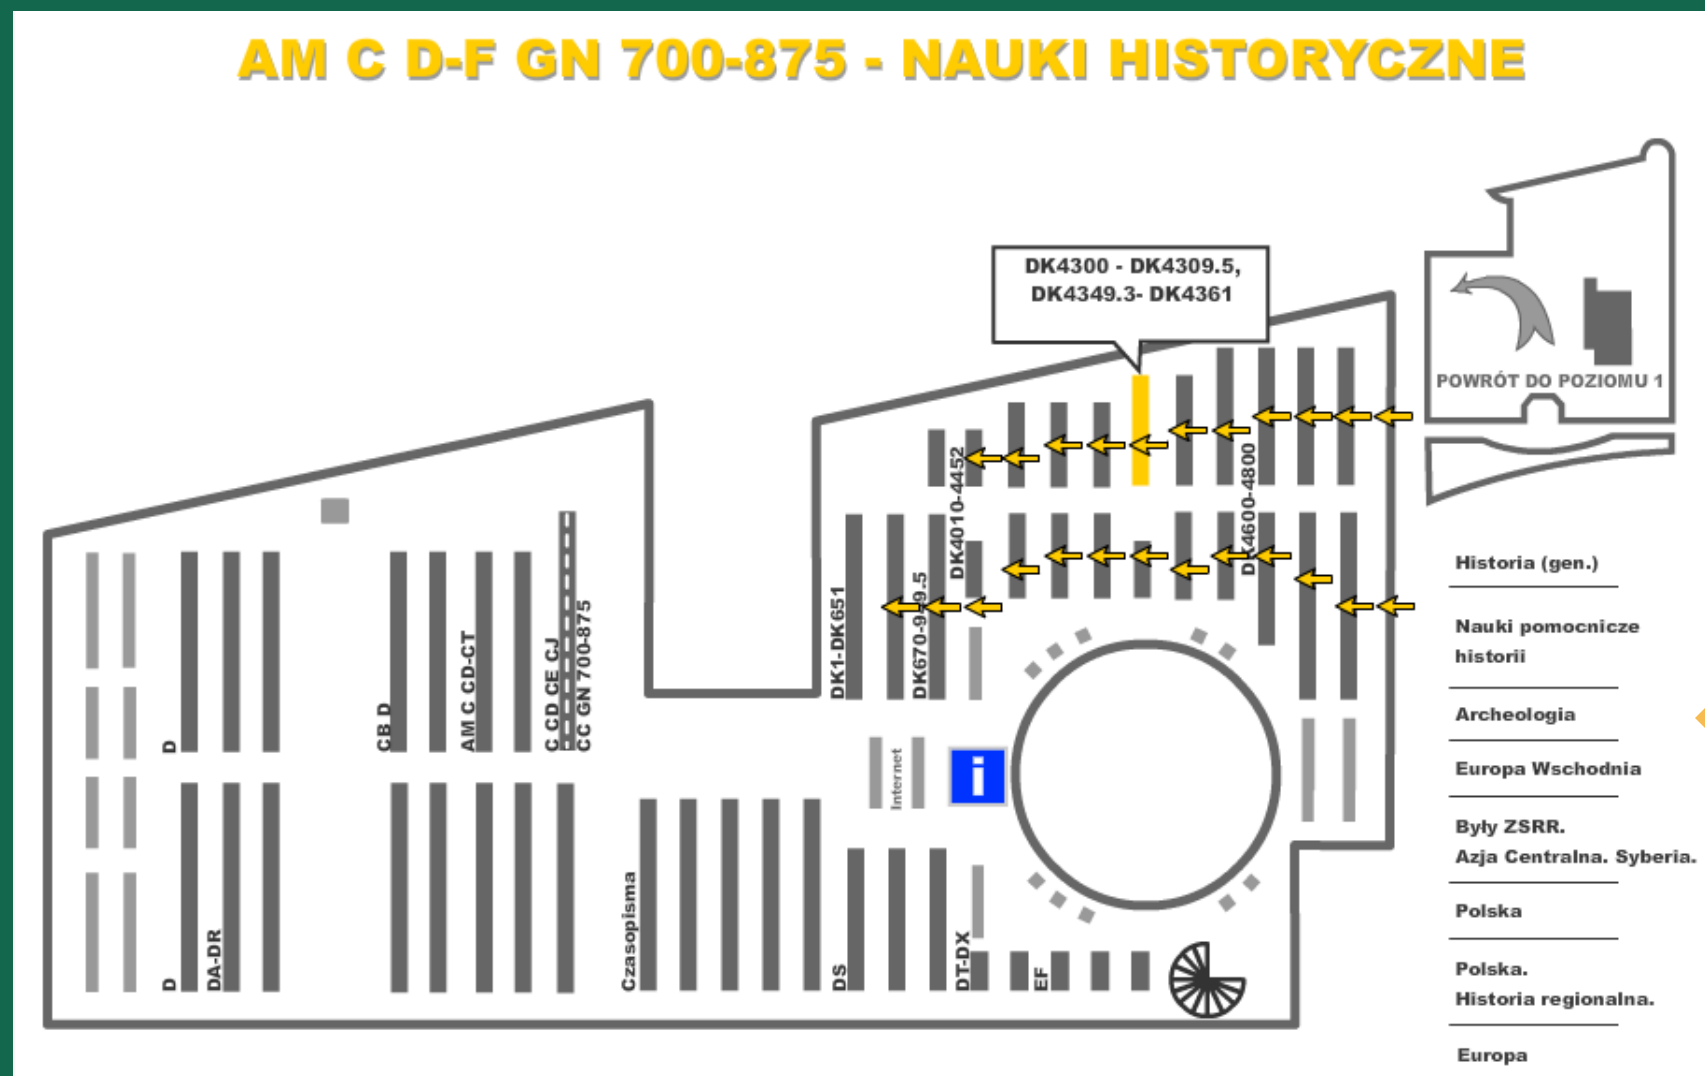 AM C D-F GN 700-875 - NAUKI HISTORYCZNE
DK4300 - DK4309.5,
DK4349.3- DK4361
POWRÓT DO POZIOMU 1
DK4010-4452
DK4600-4800
DK1-DK651
DK670-949.5
D
CB D
AM C CD-CT
C CD CE CJ
CC GN 700-875
Internet
i
D
DA-DR
Czasopisma
DS
DT-DX
EF
Historia (gen.)
Nauki pomocnicze
historii
Archeologia
Europa Wschodnia
Były ZSRR.
Azja Centralna. Syberia.
Polska
Polska.
Historia regionalna.
Europa